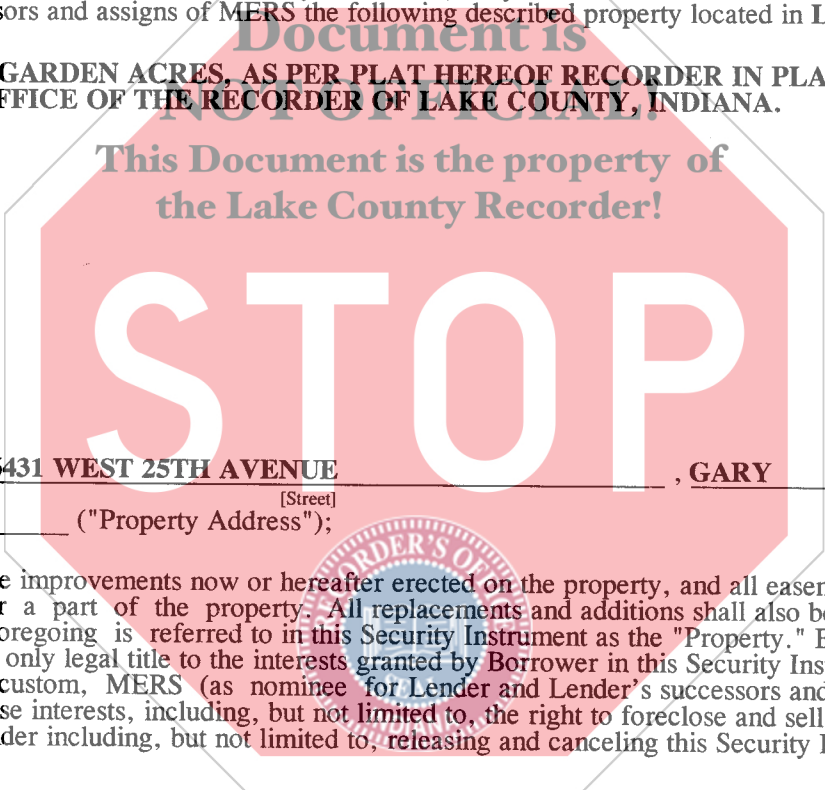 sors and assigns of MERS the following described property located in L
Document is
GARDEN ACRES, AS PER PLAT HEREOF RECORDER IN PLA
NOT OFFICIAL!
FFICE OF THE RECORDER OF LAKE COUNTY, INDIANA.
This Document is the property of
the Lake County Recorder!
STOP
6431 WEST 25TH AVENUE , GARY
[Street]
("Property Address");
RDER'S OF
e improvements now or hereafter erected on the property, and all easem
r a part of the property. All replacements and additions shall also be
oregoing is referred to in this Security Instrument as the "Property." B
only legal title to the interests granted by Borrower in this Security Ins
custom, MERS (as nominee for Lender and Lender's successors and
SEAL
se interests, including, but not limited to, the right to foreclose and sell
der including, but not limited to, releasing and canceling this Security I